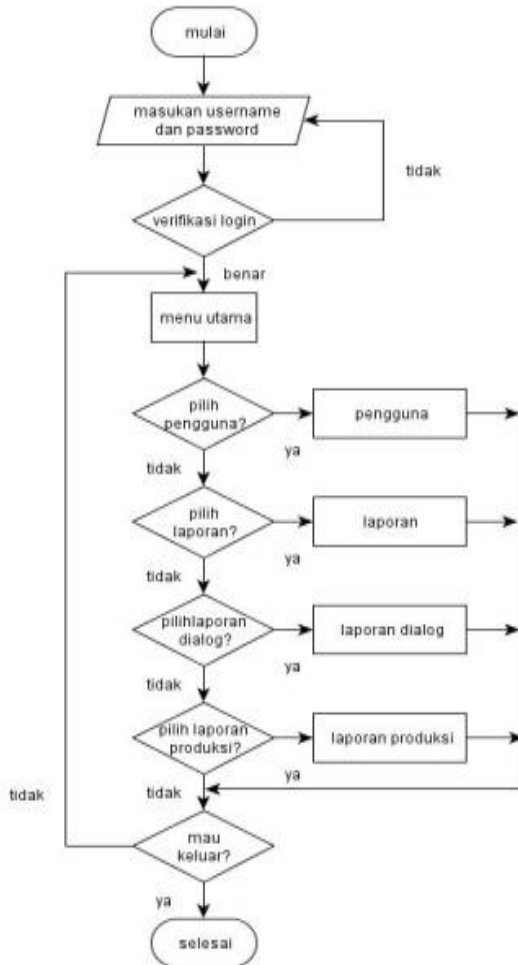 mulai
masukan username
dan password
tidak
verifikasi login
benar
menu utama
pilih
pengguna?
pengguna
ya
tidak
pilih
laporan?
laporan
ya
tidak
pilihlaporan
dialog?
laporan dialog
ya
tidak
pilih laporan
produksi?
laporan produksi
ya
tidak
tidak
mau
keluar?
ya
selesai